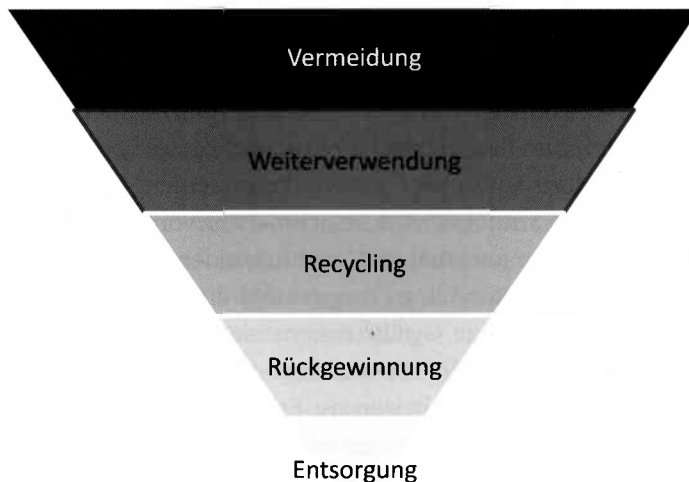 Vermeidung
Weiterverwendung
Recycling
Rückgewinnung
Entsorgung